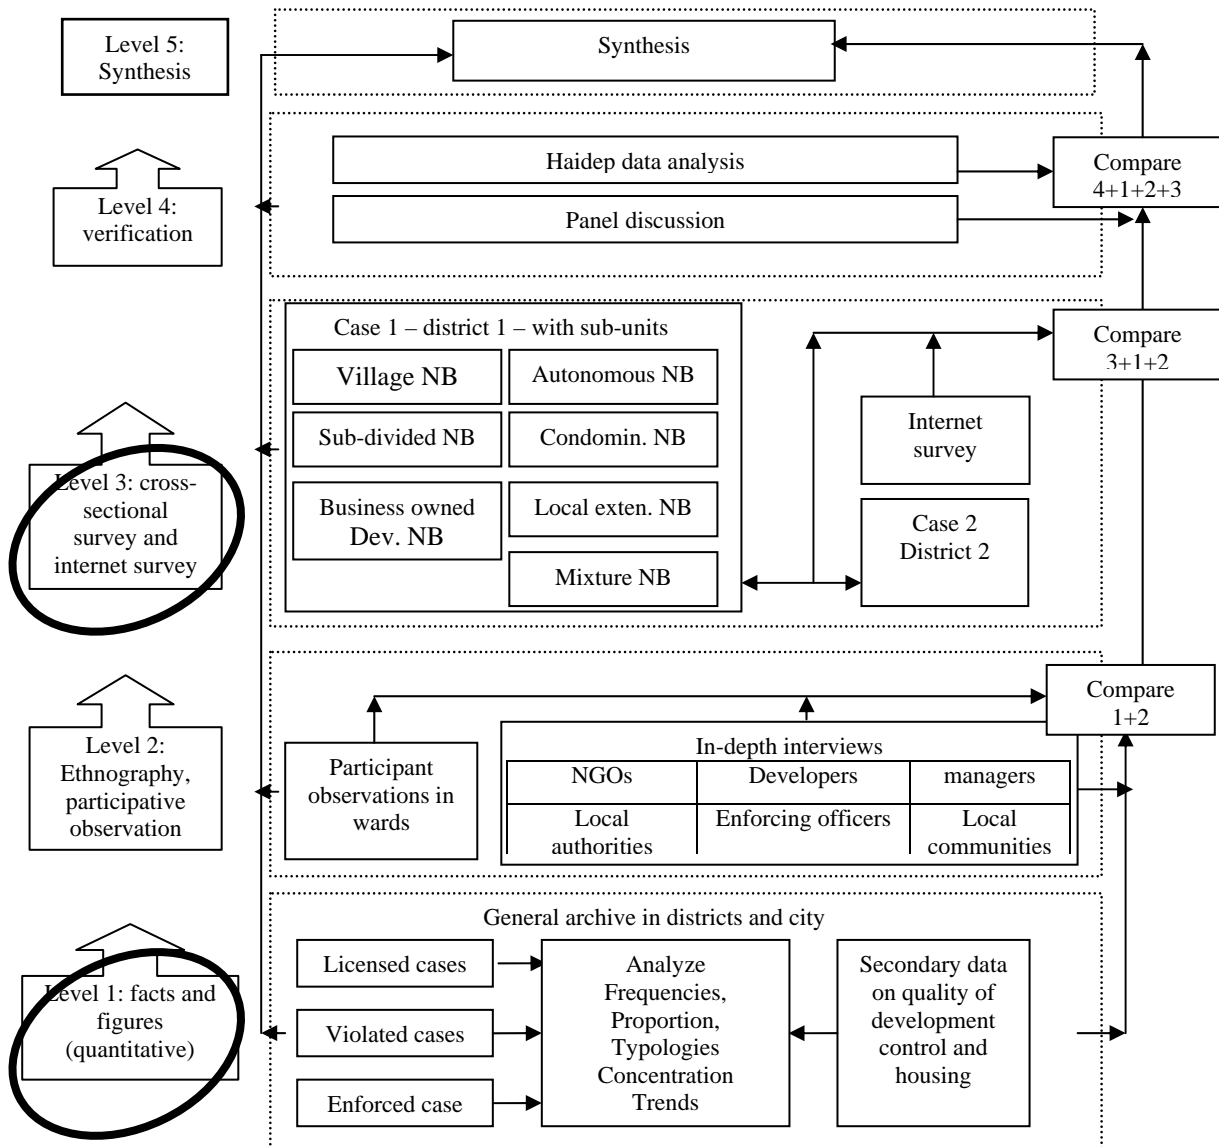 Level 5:
Synthesis
Synthesis
Level 4:
verification
Haidep data analysis
Panel discussion
Compare
4+1+2+3
Level 3: cross-
sectional
survey and
internet survey
Case 1 – district 1 – with sub-units
Village NB
Autonomous NB
Sub-divided NB
Condomin. NB
Business owned
Dev. NB
Local exten. NB
Mixture NB
Internet
survey
Case 2
District 2
Compare
3+1+2
Level 2:
Ethnography,
participative
observation
Participant
observations in
wards
In-depth interviews
NGOs
Developers
managers
Local
authorities
Enforcing officers
Local
communities
Compare
1+2
Level 1: facts and
figures
(quantitative)
General archive in districts and city
Licensed cases
Violated cases
Enforced case
Analyze
Frequencies,
Proportion,
Typologies
Concentration
Trends
Secondary data
on quality of
development
control and
housing